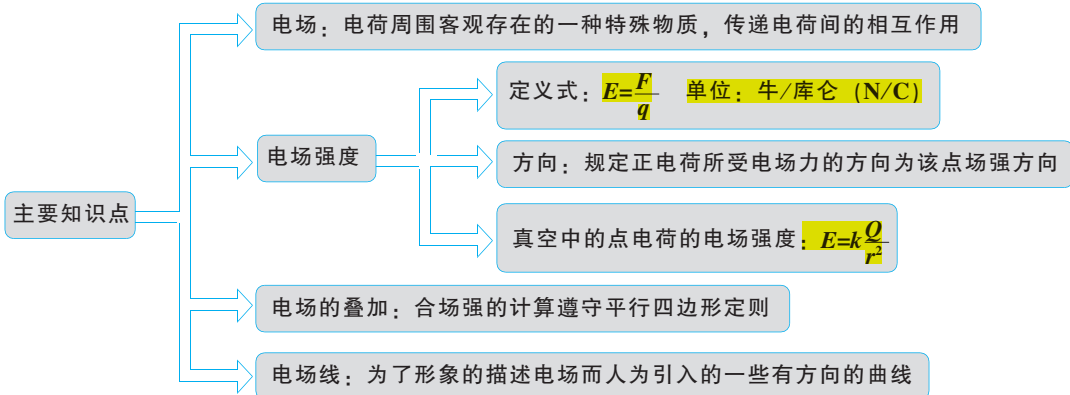 电场：电荷周围客观存在的一种特殊物质，传递电荷间的相互作用
定义式：E=F/q 单位：牛/库仑（N/C）
电场强度
方向：规定正电荷所受电场力的方向为该点场强方向
主要知识点
真空中的点电荷的电场强度：E=kQ/r²
电场的叠加：合场强的计算遵守平行四边形定则
电场线：为了形象的描述电场而人为引入的一些有方向的曲线